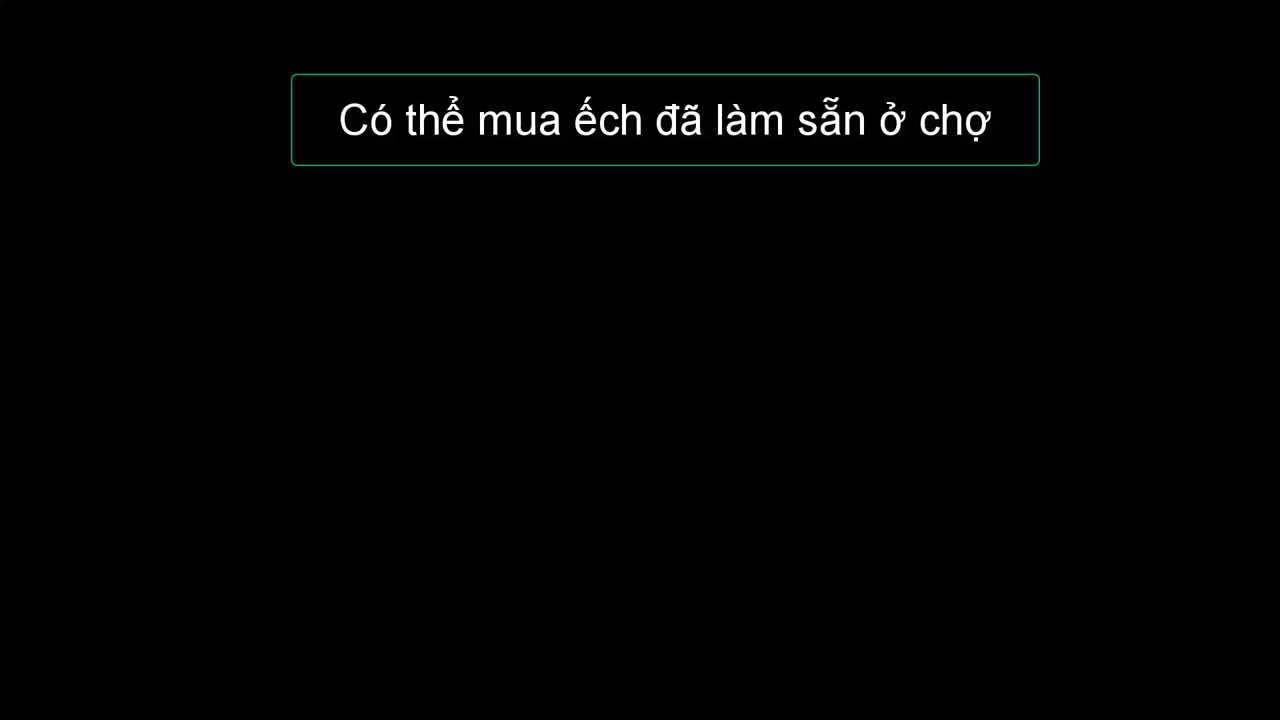 Có thể mua ếch đã làm sẵn ở chợ